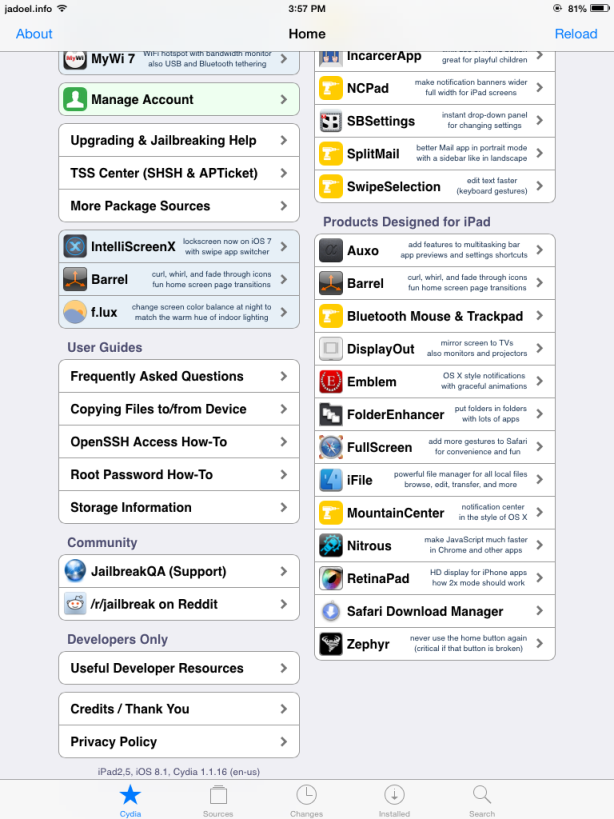 jadoel.info
3:57 PM
81%
About
Home
Reload
MyWi 7
WiFi hotspot with bandwidth monitor
also USB and Bluetooth tethering
Manage Account
Upgrading & Jailbreaking Help
TSS Center (SHSH & APTicket)
More Package Sources
IntelliScreenX
lockscreen now on iOS 7
with swipe app switcher
Barrel
curl, whirl, and fade through icons
fun home screen page transitions
f.lux
change screen color balance at night to
match the warm hue of indoor lighting
User Guides
Frequently Asked Questions
Copying Files to/from Device
OpenSSH Access How-To
Root Password How-To
Storage Information
Community
JailbreakQA (Support)
/r/jailbreak on Reddit
Developers Only
Useful Developer Resources
Credits / Thank You
Privacy Policy
iPad2,5, iOS 8.1, Cydia 1.1.16 (en-us)
IncarcerApp
great for playful children
NCPad
make notification banners wider
full width for iPad screens
SBSettings
instant drop-down panel
for changing settings
SplitMail
better Mail app in portrait mode
with a sidebar like in landscape
SwipeSelection
edit text faster
(keyboard gestures)
Products Designed for iPad
Auxo
add features to multitasking bar
app previews and settings shortcuts
Barrel
curl, whirl, and fade through icons
fun home screen page transitions
Bluetooth Mouse & Trackpad
DisplayOut
mirror screen to TVs
also monitors and projectors
Emblem
OS X style notifications
with graceful animations
FolderEnhancer
put folders in folders
with lots of apps
FullScreen
add more gestures to Safari
for convenience and fun
iFile
powerful file manager for all local files
browse, edit, transfer, and more
MountainCenter
notification center
in the style of OS X
Nitrous
make JavaScript much faster
in Chrome and other apps
RetinaPad
HD display for iPhone apps
how 2x mode should work
Safari Download Manager
Zephyr
never use the home button again
(critical if that button is broken)
Cydia
Sources
Changes
Installed
Search